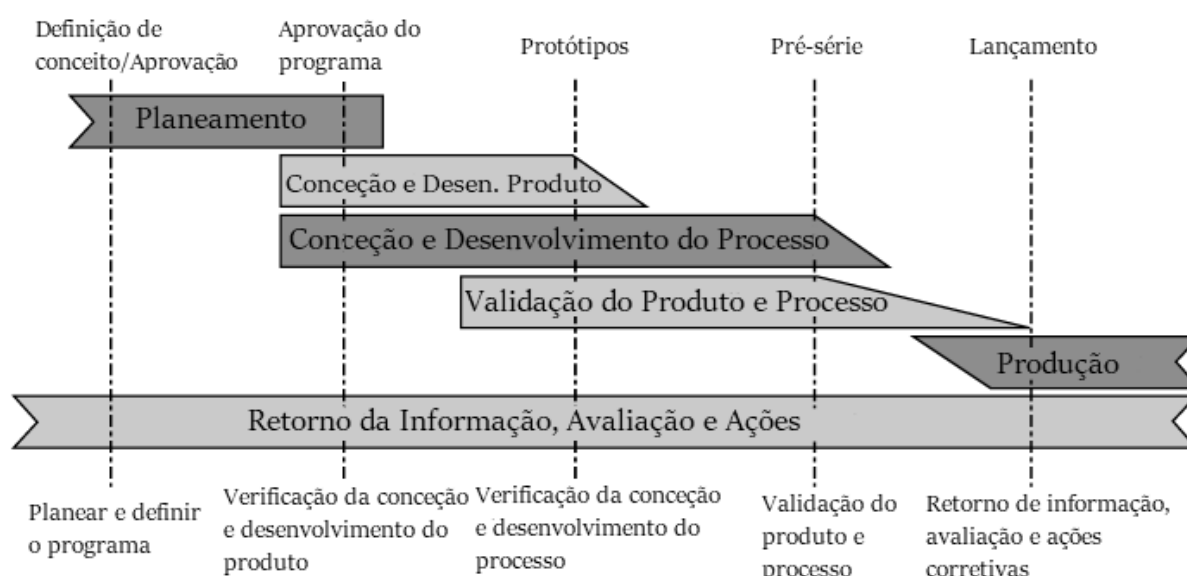 Definição de
conceito/Aprovação
Aprovação do
programa
Protótipos
Pré-série
Lançamento
Planeamento
Conceção e Desen. Produto
Conceção e Desenvolvimento do Processo
Validação do Produto e Processo
Produção
Retorno da Informação, Avaliação e Ações
Planear e definir
o programa
Verificação da conceção
e desenvolvimento do
produto
Verificação da conceção
e desenvolvimento do
processo
Validação do
produto e
processo
Retorno de informação,
avaliação e ações
corretivas